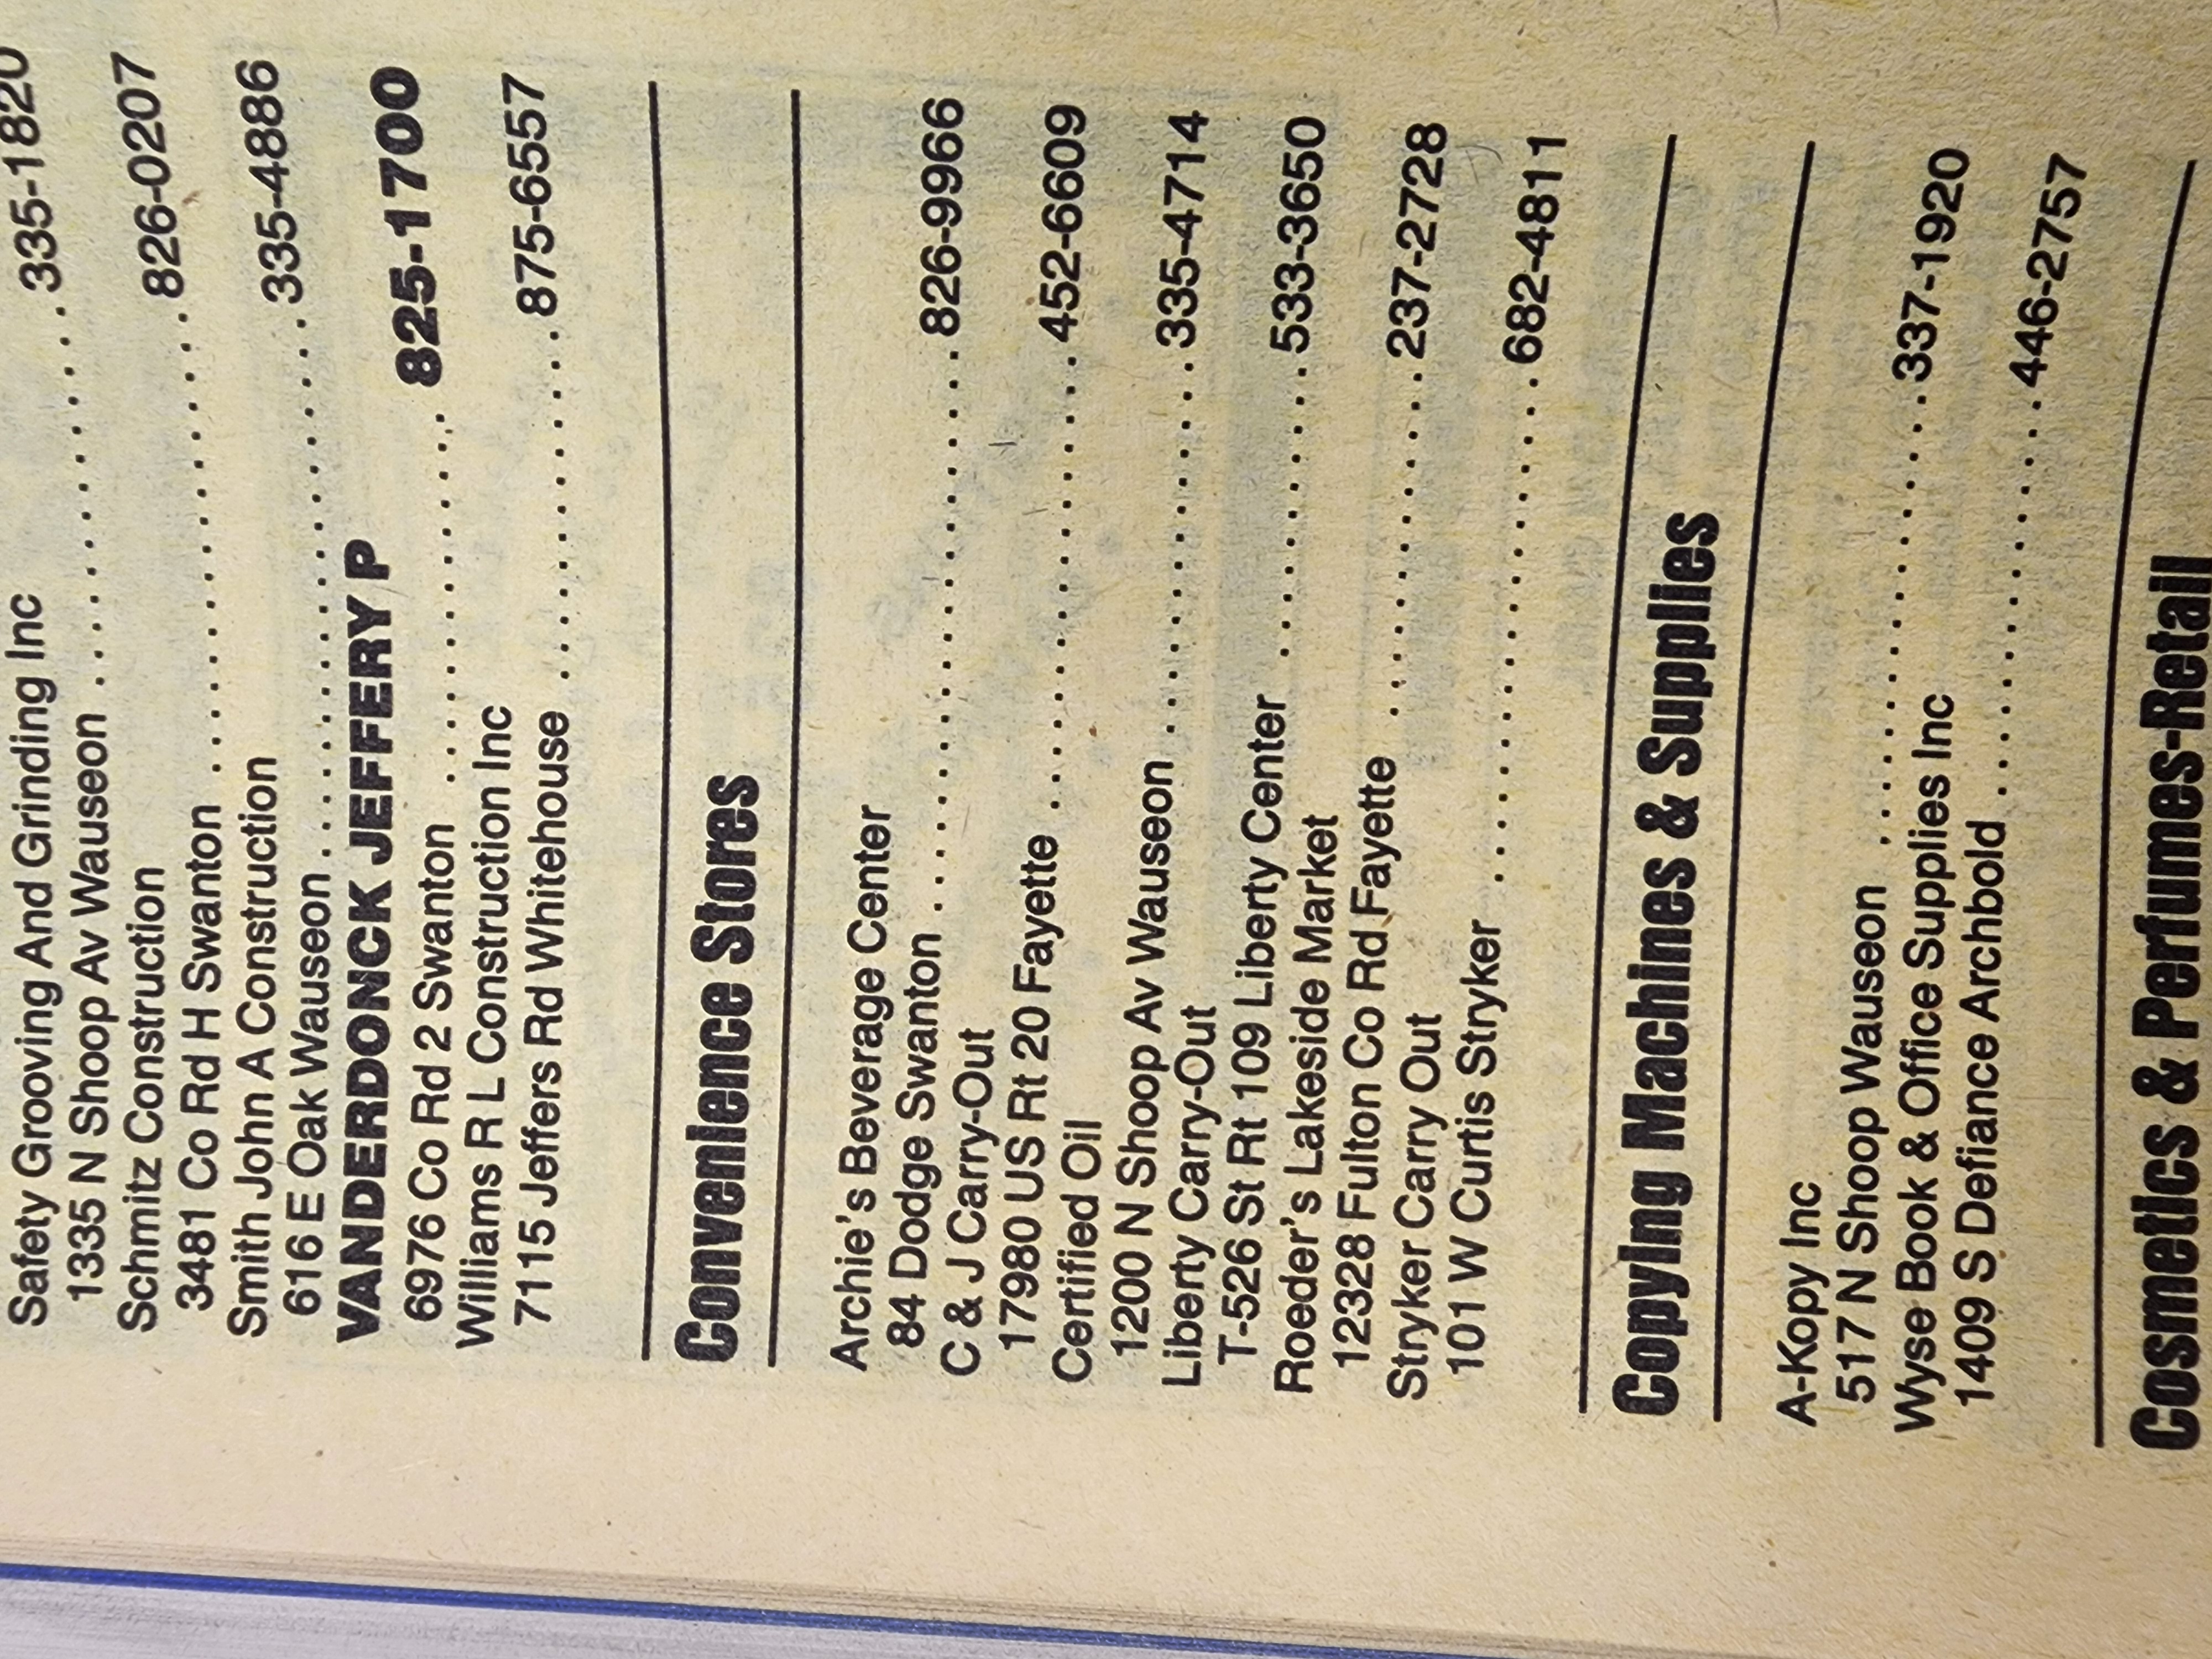 Safety Grooving And Grinding Inc
1335 N Shoop Av Wauseon . . . . . . . . . . . . . . . . 335-1820
Schmitz Construction
3481 Co Rd H Swanton . . . . . . . . . . . . . . . . . . . 826-0207
Smith John A Construction
616 E Oak Wauseon . . . . . . . . . . . . . . . . . . . . . . 335-4886
VANDERDONCK JEFFERY P
6976 Co Rd 2 Swanton . . . . . . . . . . . . . . . . 825-1700
Williams R L Construction Inc
7115 Jeffers Rd Whitehouse . . . . . . . . . . . . . . 875-6557
Convenience Stores
Archie's Beverage Center
84 Dodge Swanton . . . . . . . . . . . . . . . . . . . . . . . 826-9966
C & J Carry-Out
17980 US Rt 20 Fayette . . . . . . . . . . . . . . . . . . 452-6609
Certified Oil
1200 N Shoop Av Wauseon . . . . . . . . . . . . . . . 335-4714
Liberty Carry-Out
T-526 St Rt 109 Liberty Center . . . . . . . . . . . . 533-3650
Roeder's Lakeside Market
12328 Fulton Co Rd Fayette . . . . . . . . . . . . . . 237-2728
Stryker Carry Out
101 W Curtis Stryker . . . . . . . . . . . . . . . . . . . . . 682-4811
Copying Machines & Supplies
A-Kopy Inc
517 N Shoop Wauseon . . . . . . . . . . . . . . . . . . 337-1920
Wyse Book & Office Supplies Inc
1409 S Defiance Archbold . . . . . . . . . . . . . . . . 446-2757
Cosmetics & Perfumes-Retail